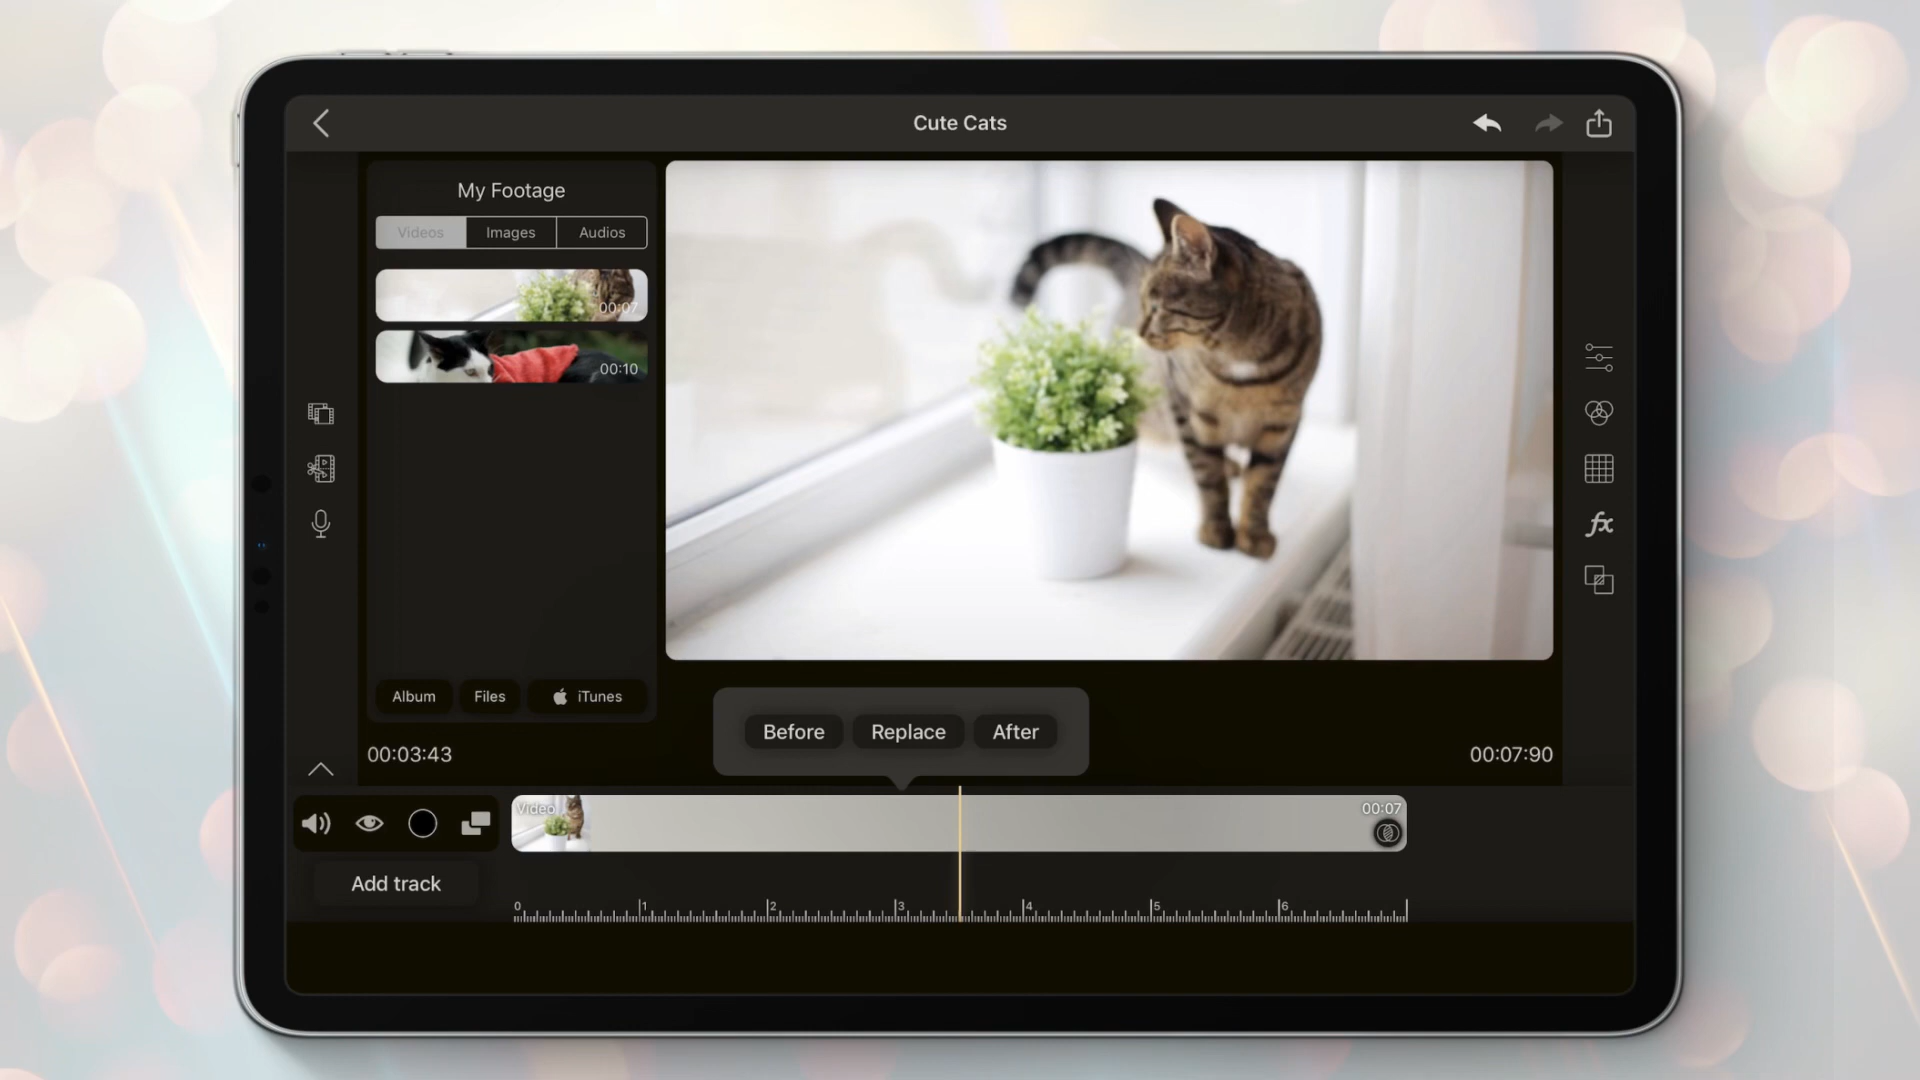 Cute Cats
My Footage
Videos Images Audios
00:07
00:10
Album Files iTunes
Before Replace After
00:03:43
00:07:90
Video 00:07
Add track
0 1 2 3 4 5 6